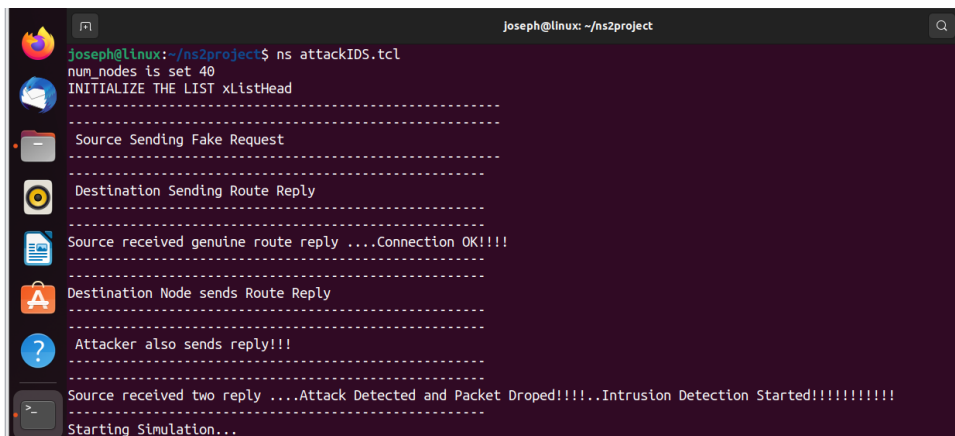 joseph@linux: ~/ns2project
joseph@linux:~/ns2project$ ns attackIDS.tcl
num_nodes is set 40
INITIALIZE THE LIST xListHead
------------------------------------------------------
------------------------------------------------------
Source Sending Fake Request
------------------------------------------------------
----------------------------------------------------
Destination Sending Route Reply
----------------------------------------------------
----------------------------------------------------
Source received genuine route reply ....Connection OK!!!!
----------------------------------------------------
----------------------------------------------------
Destination Node sends Route Reply
----------------------------------------------------
----------------------------------------------------
Attacker also sends reply!!!
----------------------------------------------------
----------------------------------------------------
Source received two reply ....Attack Detected and Packet Droped!!!!..Intrusion Detection Started!!!!!!!!!!!
----------------------------------------------------
Starting Simulation...